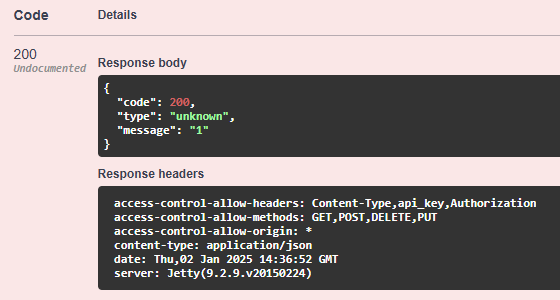 Code Details
200
Undocumented
Response body
{
  "code": 200,
  "type": "unknown",
  "message": "1"
}
Response headers
access-control-allow-headers: Content-Type,api_key,Authorization
access-control-allow-methods: GET,POST,DELETE,PUT
access-control-allow-origin: *
content-type: application/json
date: Thu,02 Jan 2025 14:36:52 GMT
server: Jetty(9.2.9.v20150224)